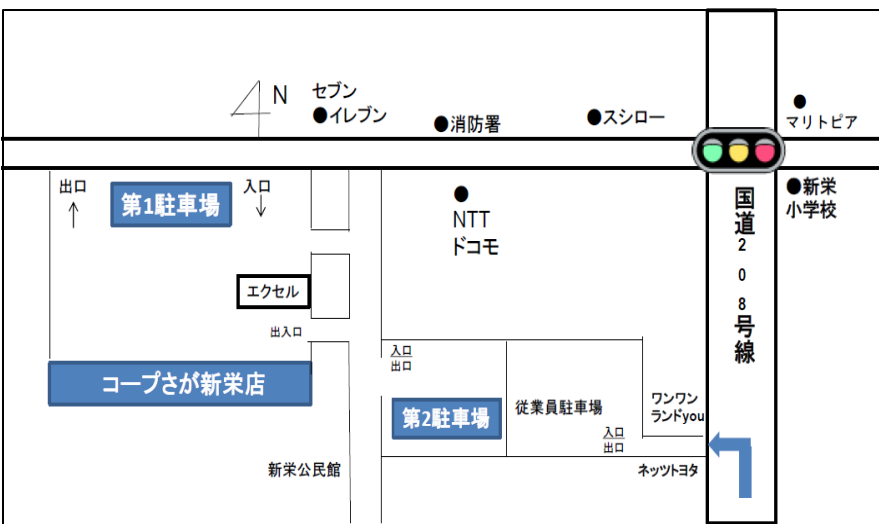 N
セブン
●イレブン
●消防署
●スシロー
●
マリトピア
出口
↑
第1駐車場
入口
↓
●
NTT
ドコモ
国道208号線
●新栄
小学校
エクセル
出入口
コープさが新栄店
入口
出口
第2駐車場
従業員駐車場
入口
出口
ワンワン
ランドyou
新栄公民館
ネッツトヨタ